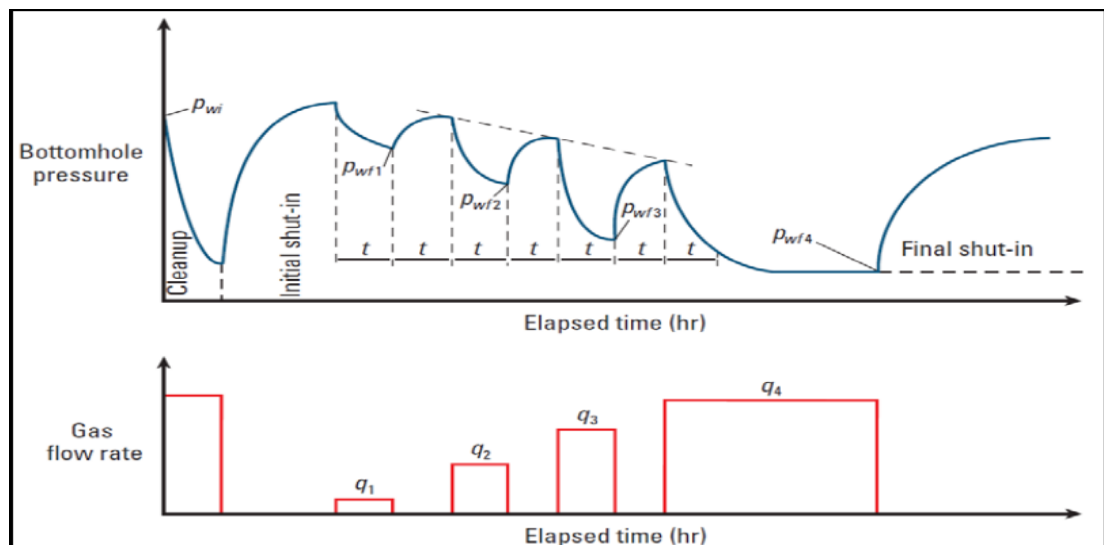 p_wi
Bottomhole
pressure
p_wf1
p_wf2
p_wf3
p_wf4
Cleanup
Initial shut-in
t t t t t t t
Final shut-in
Elapsed time (hr)
Gas
flow rate
q_1
q_2
q_3
q_4
Elapsed time (hr)